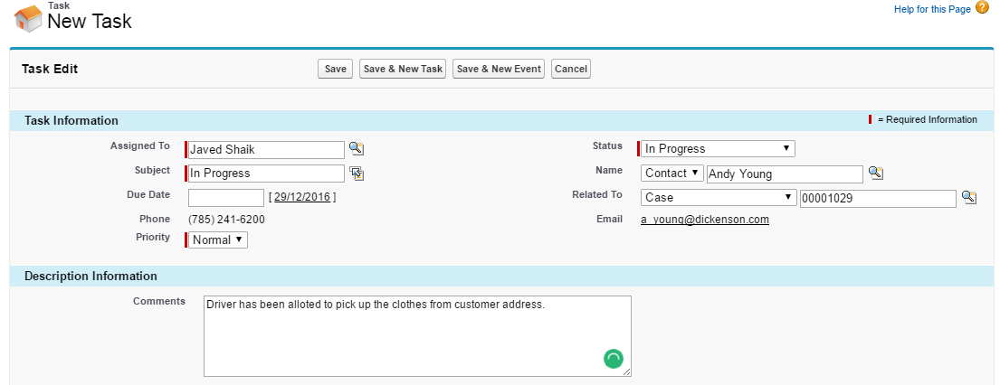 Task
New Task
Help for this Page
Task Edit
Save
Save & New Task
Save & New Event
Cancel
Task Information
= Required Information
Assigned To Javed Shaik
Status In Progress
Subject In Progress
Name Contact Andy Young
Due Date [ 29/12/2016 ]
Related To Case 00001029
Phone (785) 241-6200
Email a_young@dickenson.com
Priority Normal
Description Information
Comments Driver has been alloted to pick up the clothes from customer address.